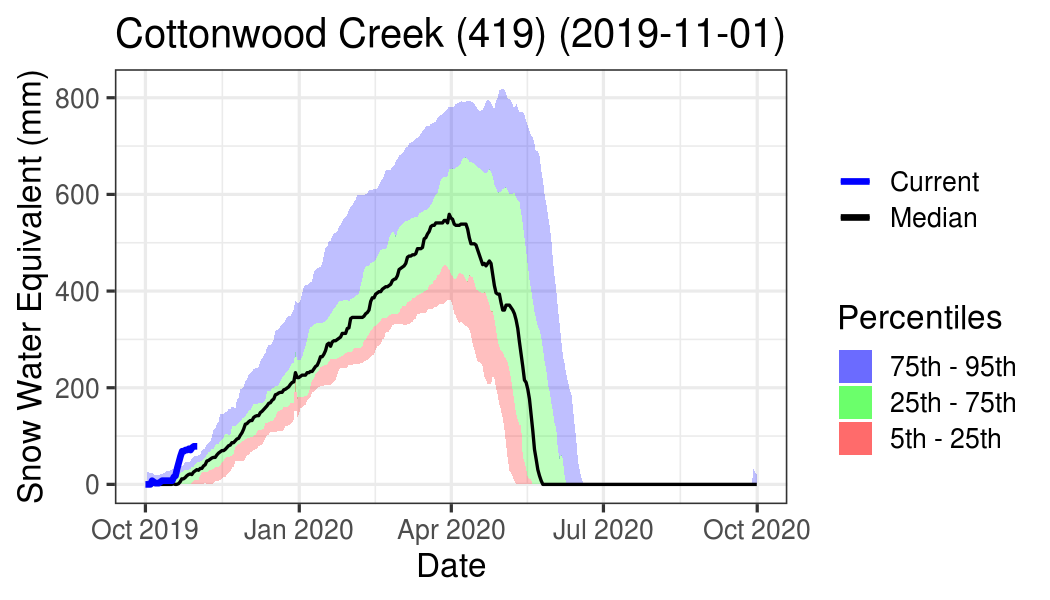 Cottonwood Creek (419) (2019-11-01)
Snow Water Equivalent (mm)
800
600
400
200
0
Oct 2019
Jan 2020
Apr 2020
Jul 2020
Oct 2020
Date
Current
Median
Percentiles
75th - 95th
25th - 75th
5th - 25th